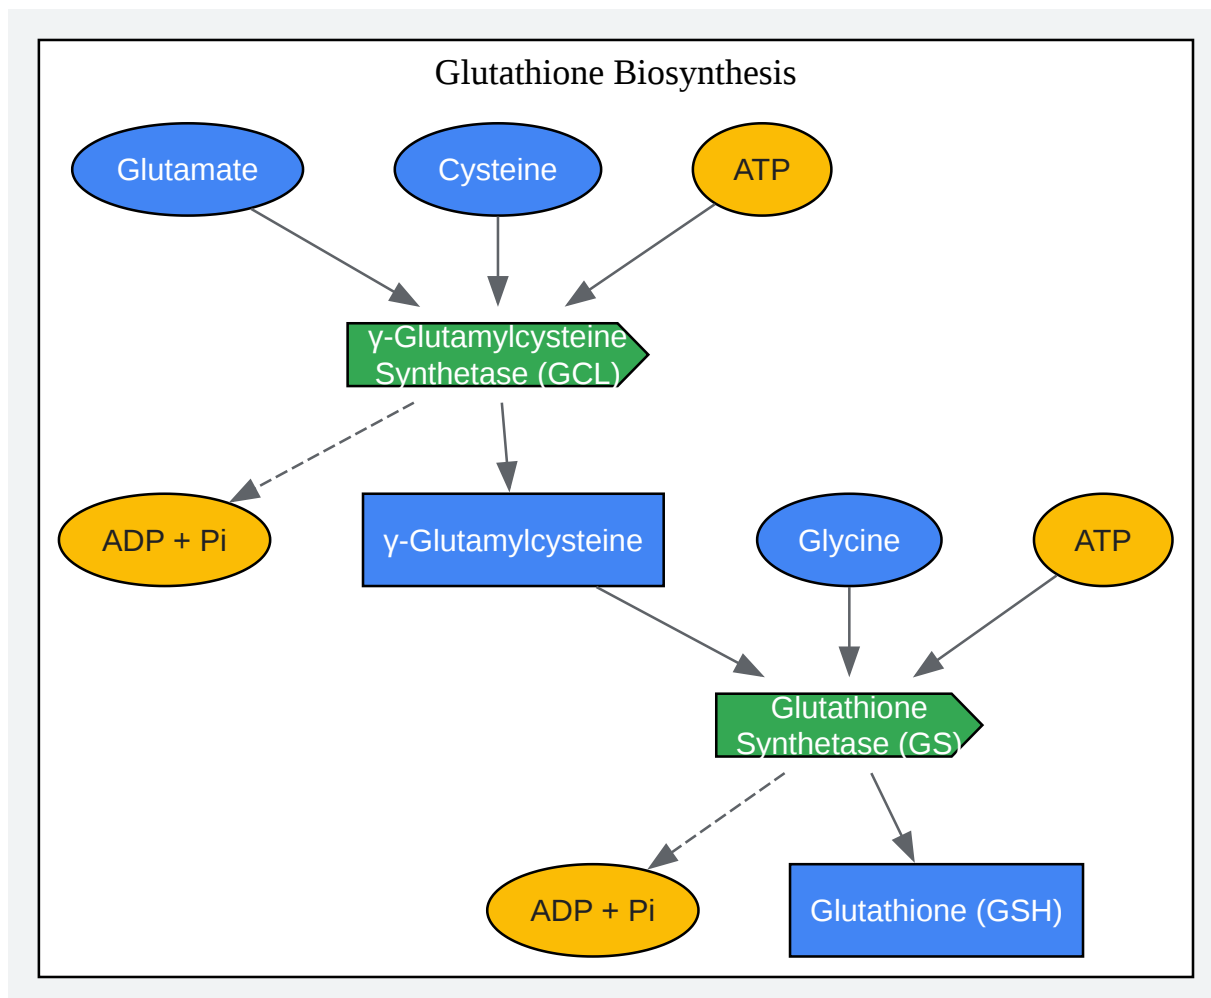 Glutathione Biosynthesis
Glutamate
Cysteine
ATP
γ-Glutamylcysteine
Synthetase (GCL)
ADP + Pi
γ-Glutamylcysteine
Glycine
ATP
Glutathione
Synthetase (GS)
ADP + Pi
Glutathione (GSH)